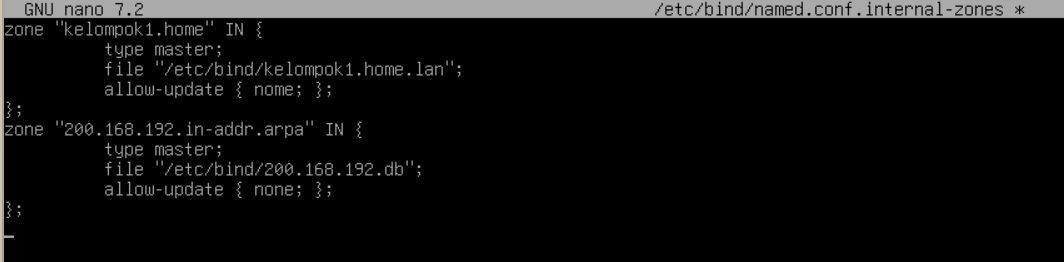 GNU nano 7.2 /etc/bind/named.conf.internal-zones *
zone "kelompok1.home" IN {
type master;
file "/etc/bind/kelompok1.home.lan";
allow-update { nome; };
};
zone "200.168.192.in-addr.arpa" IN {
type master;
file "/etc/bind/200.168.192.db";
allow-update { none; };
};